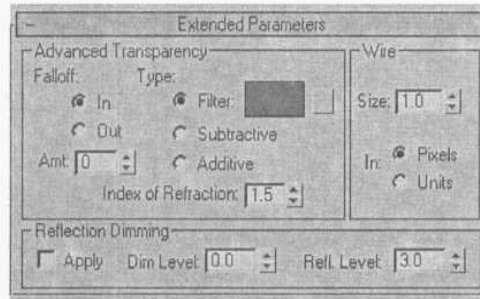 - Extended Parameters
Advanced Transparency
Falloff: Type:
In Filter:
Out Subtractive
Amt: 0 Additive
Index of Refraction: 1.5
Wire
Size: 1.0
In: Pixels
Units
Reflection Dimming
Apply Dim Level: 0.0 Refl. Level: 3.0